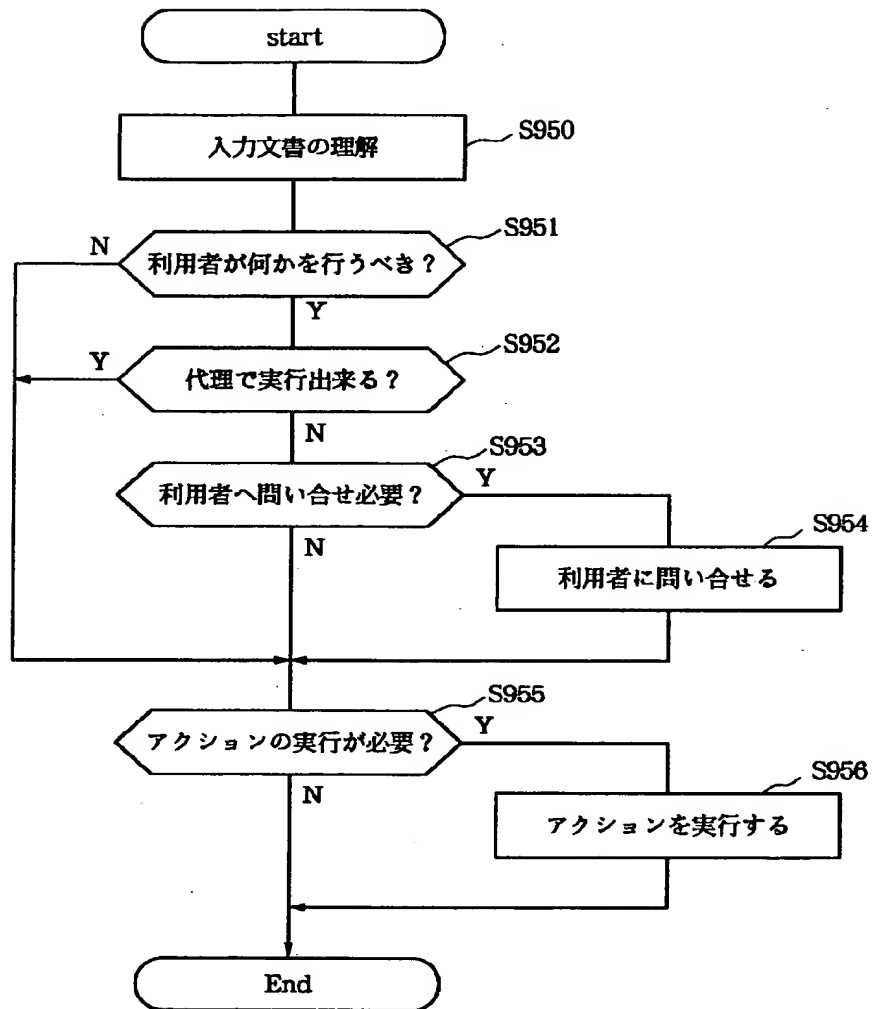 start
入力文書の理解
S950
利用者が何かを行うべき？
S951
N
Y
代理で実行出来る？
S952
Y
N
利用者へ問い合せ必要？
S953
Y
N
利用者に問い合せる
S954
アクションの実行が必要？
S955
Y
N
アクションを実行する
S956
End